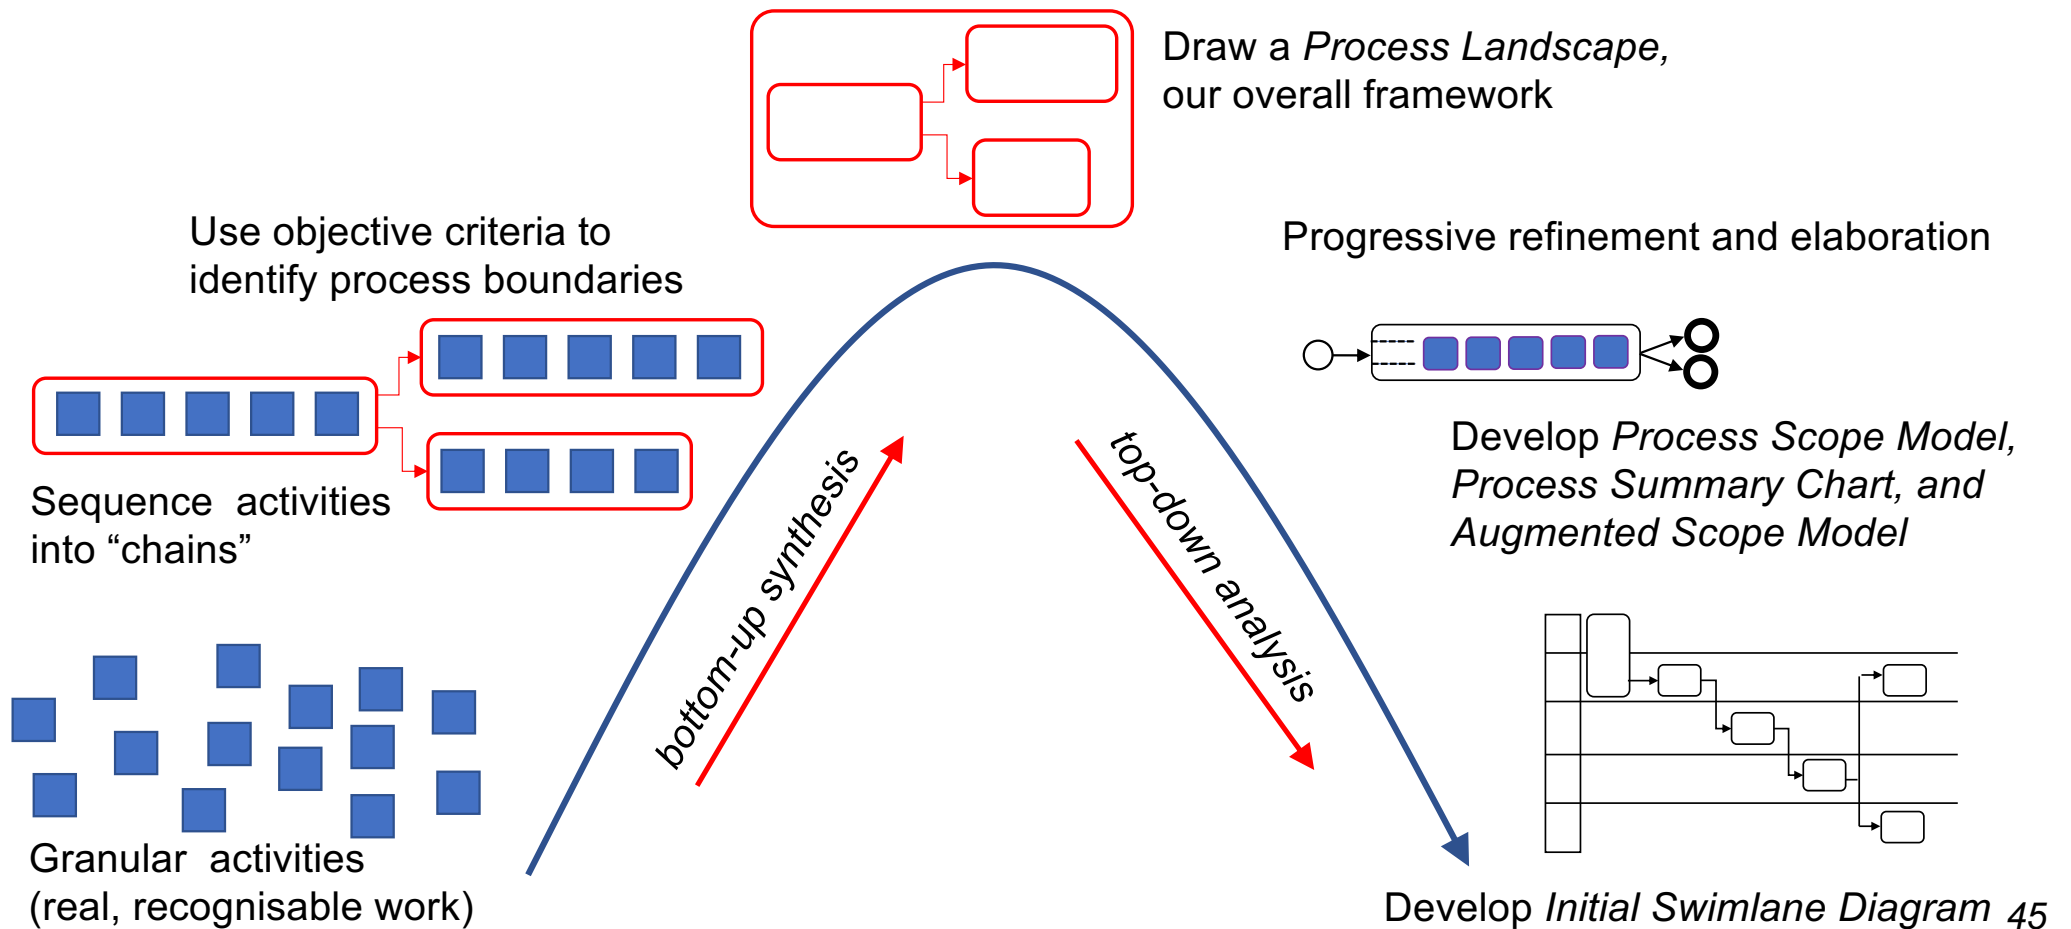 Draw a Process Landscape,
our overall framework
Use objective criteria to
identify process boundaries
Progressive refinement and elaboration
Sequence activities
into “chains”
bottom-up synthesis
top-down analysis
Develop Process Scope Model,
Process Summary Chart, and
Augmented Scope Model
Granular activities
(real, recognisable work)
Develop Initial Swimlane Diagram
45